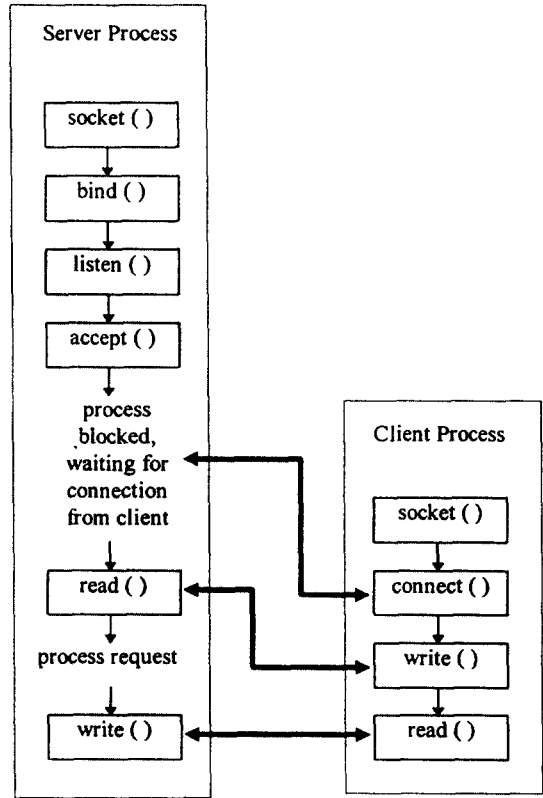 Server Process
socket ( )
bind ( )
listen ( )
accept ( )
process
blocked,
waiting for
connection
from client
read ( )
process request
write ( )
Client Process
socket ( )
connect ( )
write ( )
read ( )